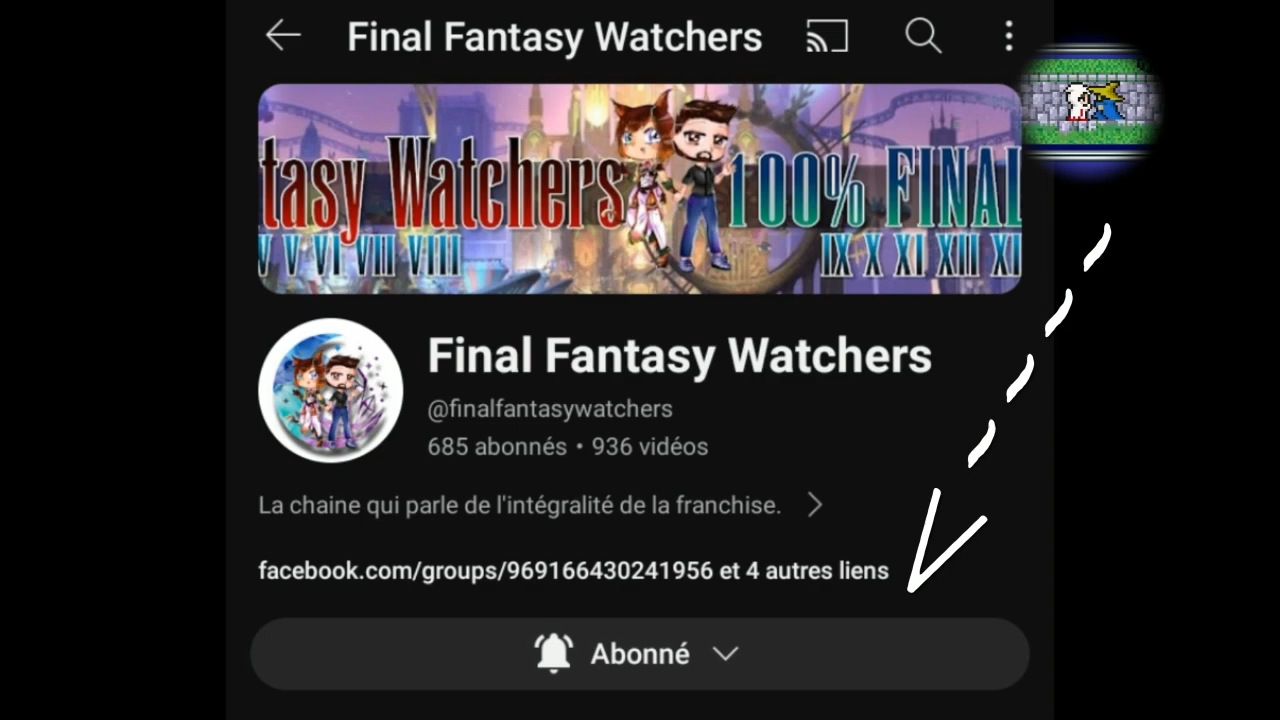 Final Fantasy Watchers
tasy Watchers
100% FINAL
V V VI VII VIII
IX X XI XII XI
Final Fantasy Watchers
@finalfantasywatchers
685 abonnés • 936 vidéos
La chaine qui parle de l'intégralité de la franchise.
facebook.com/groups/969166430241956 et 4 autres liens
Abonné